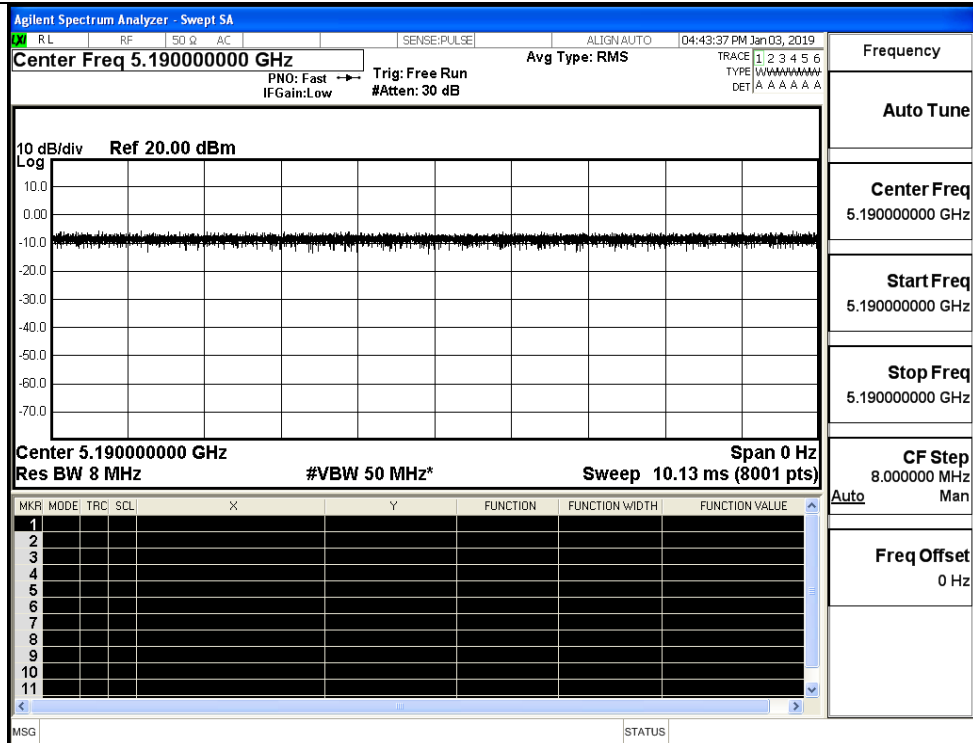 Agilent Spectrum Analyzer - Swept SA
LXI RL RF 50 Ω AC SENSE:PULSE ALIGN AUTO 04:43:37 PM Jan 03, 2019
Center Freq 5.190000000 GHz
PNO: Fast
IFGain:Low
Trig: Free Run
#Atten: 30 dB
Avg Type: RMS
TRACE 1 2 3 4 5 6
TYPE WWWWWW
DET A A A A A A
10 dB/div Ref 20.00 dBm
Log
10.0
0.00
-10.0
-20.0
-30.0
-40.0
-50.0
-60.0
-70.0
Center 5.190000000 GHz Span 0 Hz
Res BW 8 MHz #VBW 50 MHz* Sweep 10.13 ms (8001 pts)
MKR MODE TRC SCL X Y FUNCTION FUNCTION WIDTH FUNCTION VALUE
1
2
3
4
5
6
7
8
9
10
11
MSG STATUS
Frequency
Auto Tune
Center Freq
5.190000000 GHz
Start Freq
5.190000000 GHz
Stop Freq
5.190000000 GHz
CF Step
8.000000 MHz
Auto Man
Freq Offset
0 Hz